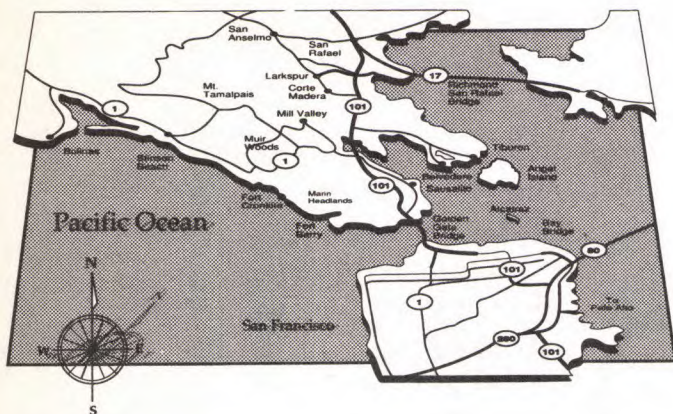 San
Anselmo
San
Rafael
Larkspur
Corte
Madera
17
Richmond
San Rafael
Bridge
Mt.
Tamalpais
101
1
Mill Valley
Muir
Woods
1
Tiburon
Belvedere
Angel
Island
Bolinas
Stinson
Beach
101
Sausalito
Marin
Headlands
Fort
Cronkite
Alcatraz
Fort
Barry
Golden
Gate
Bridge
Bay
Bridge
Pacific Ocean
80
101
N
1
To
Palo Alto
San Francisco
W
E
280
101
S